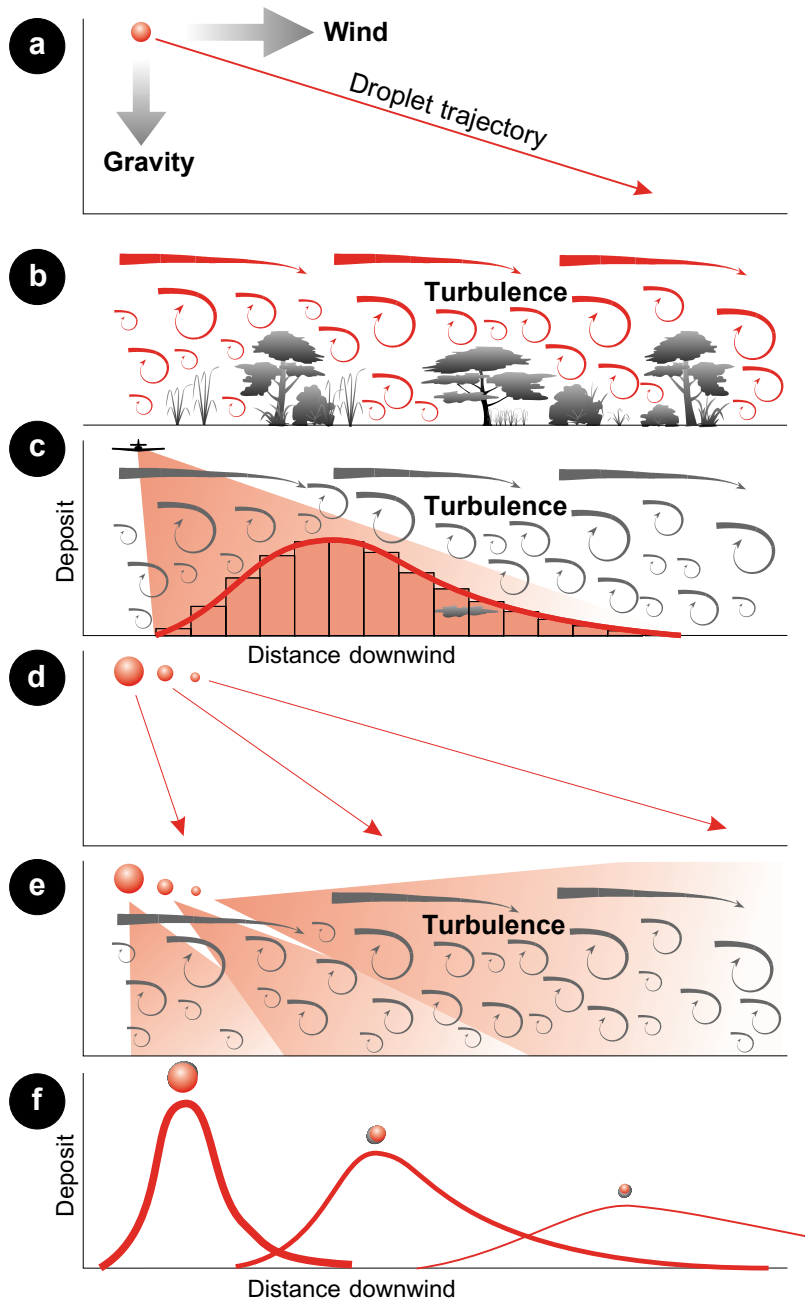 a
Wind
Droplet trajectory
Gravity
b
Turbulence
c
Turbulence
Deposit
Distance downwind
d
e
Turbulence
f
Deposit
Distance downwind